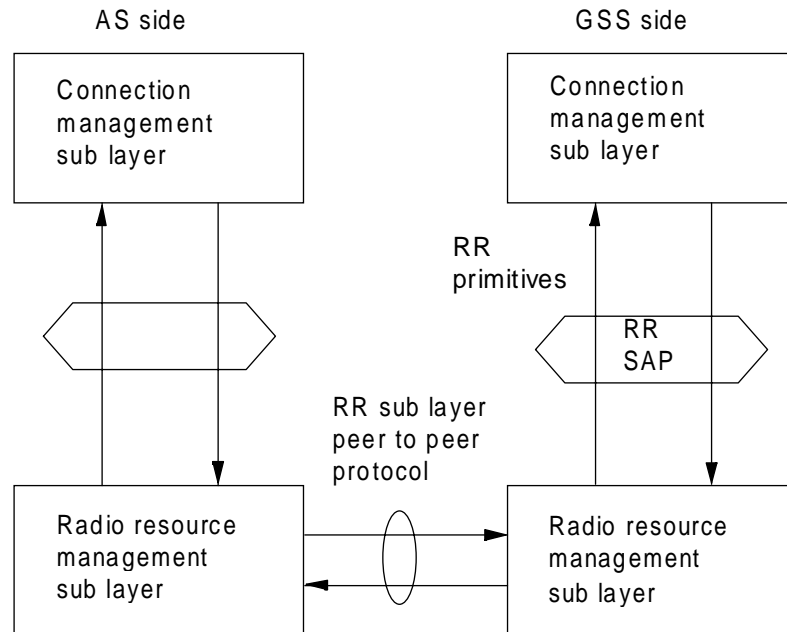 AS side
GSS side
Connection
management
sub layer
Connection
management
sub layer
RR
primitives
RR
SAP
RR sub layer
peer to peer
protocol
Radio resource
management
sub layer
Radio resource
management
sub layer